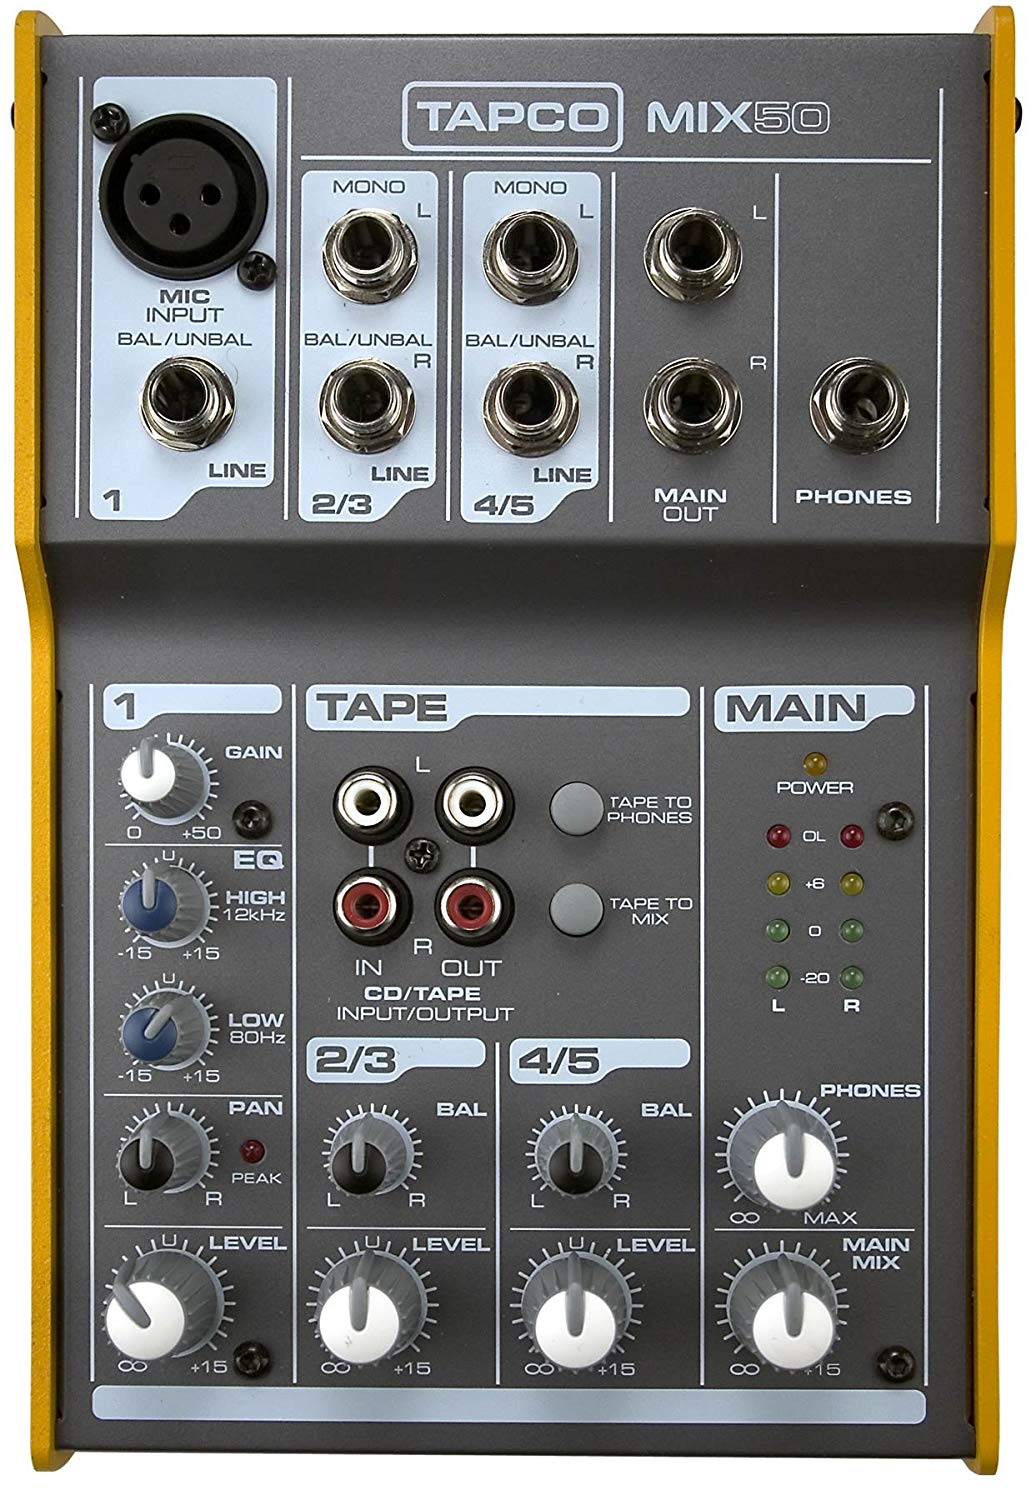 TAPCO MIX50
MIC
INPUT
BAL/UNBAL
LINE
1
MONO
L
BAL/UNBAL
R
LINE
2/3
MONO
L
BAL/UNBAL
R
LINE
4/5
L
R
MAIN
OUT
PHONES
1
U
GAIN
0 +50
EQ
U
HIGH
12kHz
-15 +15
U
LOW
80Hz
-15 +15
PAN
PEAK
L R
U
LEVEL
∞ +15
TAPE
L
R
IN OUT
CD/TAPE
INPUT/OUTPUT
TAPE TO
PHONES
TAPE TO
MIX
2/3
BAL
L R
U
LEVEL
∞ +15
4/5
BAL
L R
U
LEVEL
∞ +15
MAIN
POWER
OL
+6
0
-20
L R
PHONES
∞ MAX
U
MAIN
MIX
∞ +15